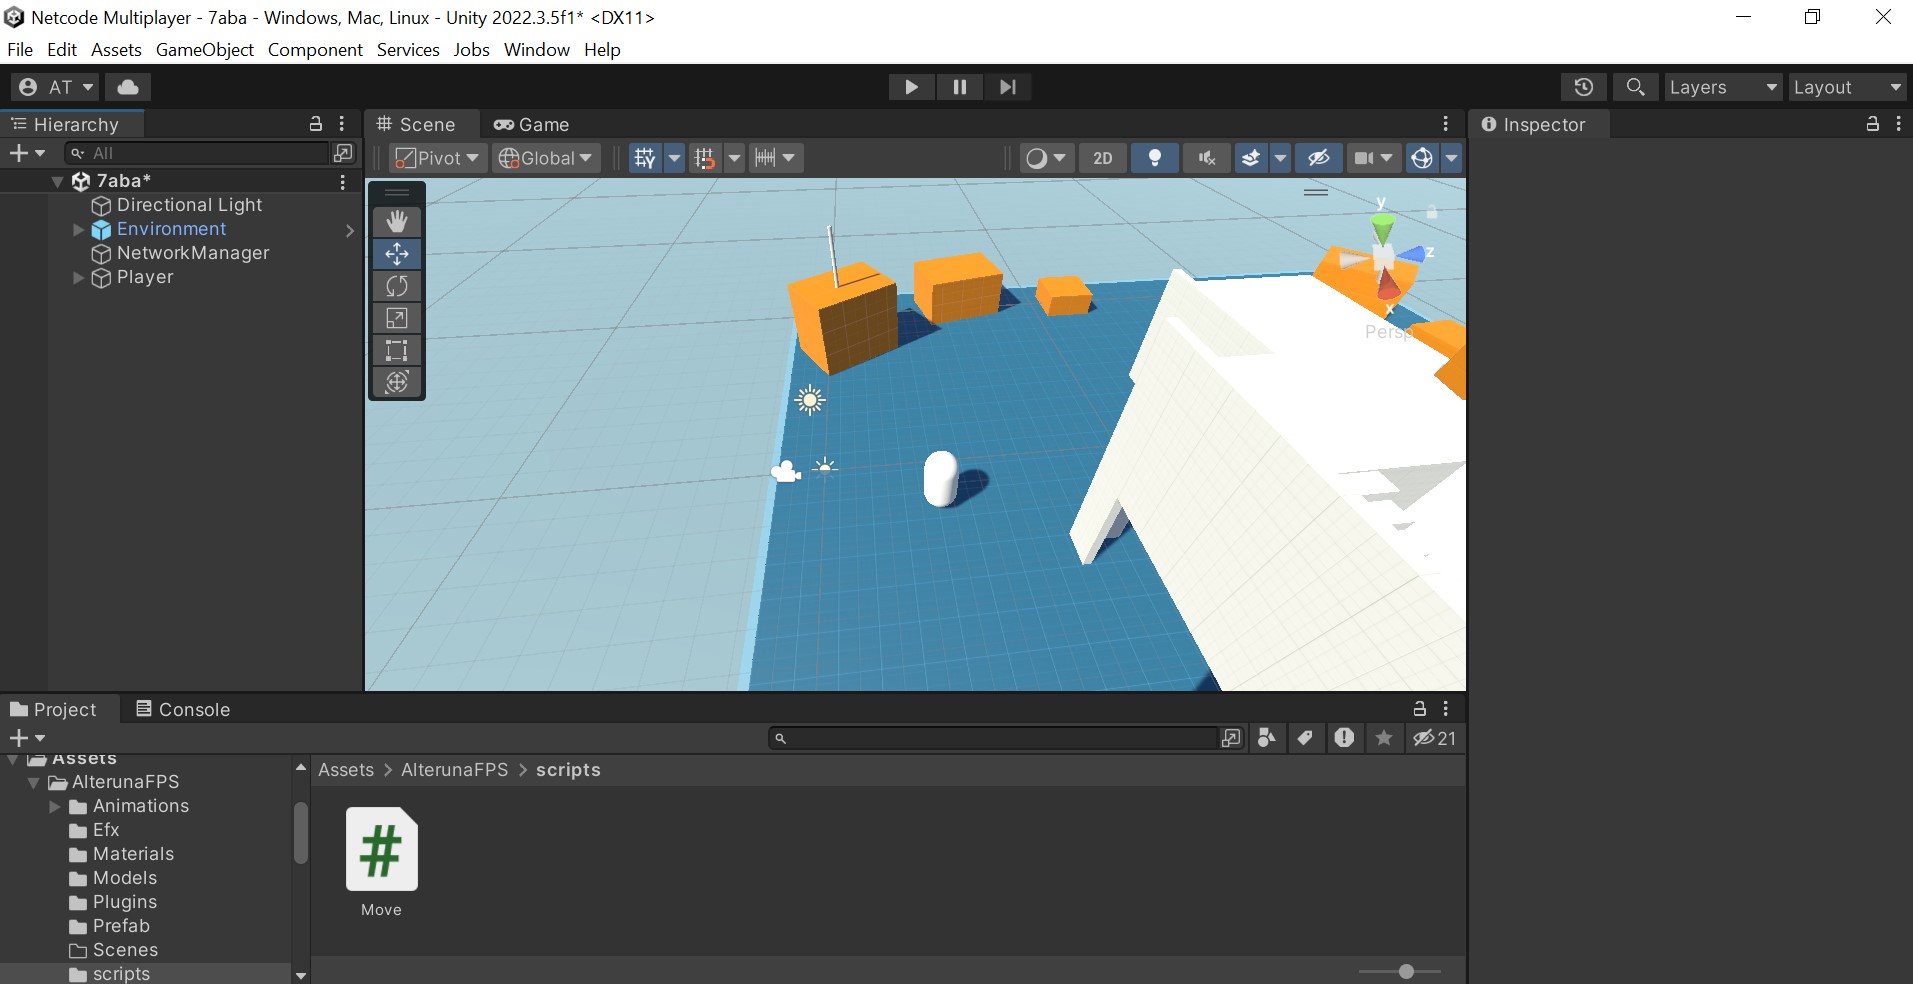 Netcode Multiplayer - 7aba - Windows, Mac, Linux - Unity 2022.3.5f1* <DX11>
File Edit Assets GameObject Component Services Jobs Window Help
AT Layers Layout
Hierarchy Scene Game Inspector
All Pivot Global 2D
7aba*
Directional Light
Environment
NetworkManager
Player
y
z
x
Persp
Project Console
21
Assets
AlterunaFPS
Animations
Efx
Materials
Models
Plugins
Prefab
Scenes
scripts
Assets > AlterunaFPS > scripts
#
Move